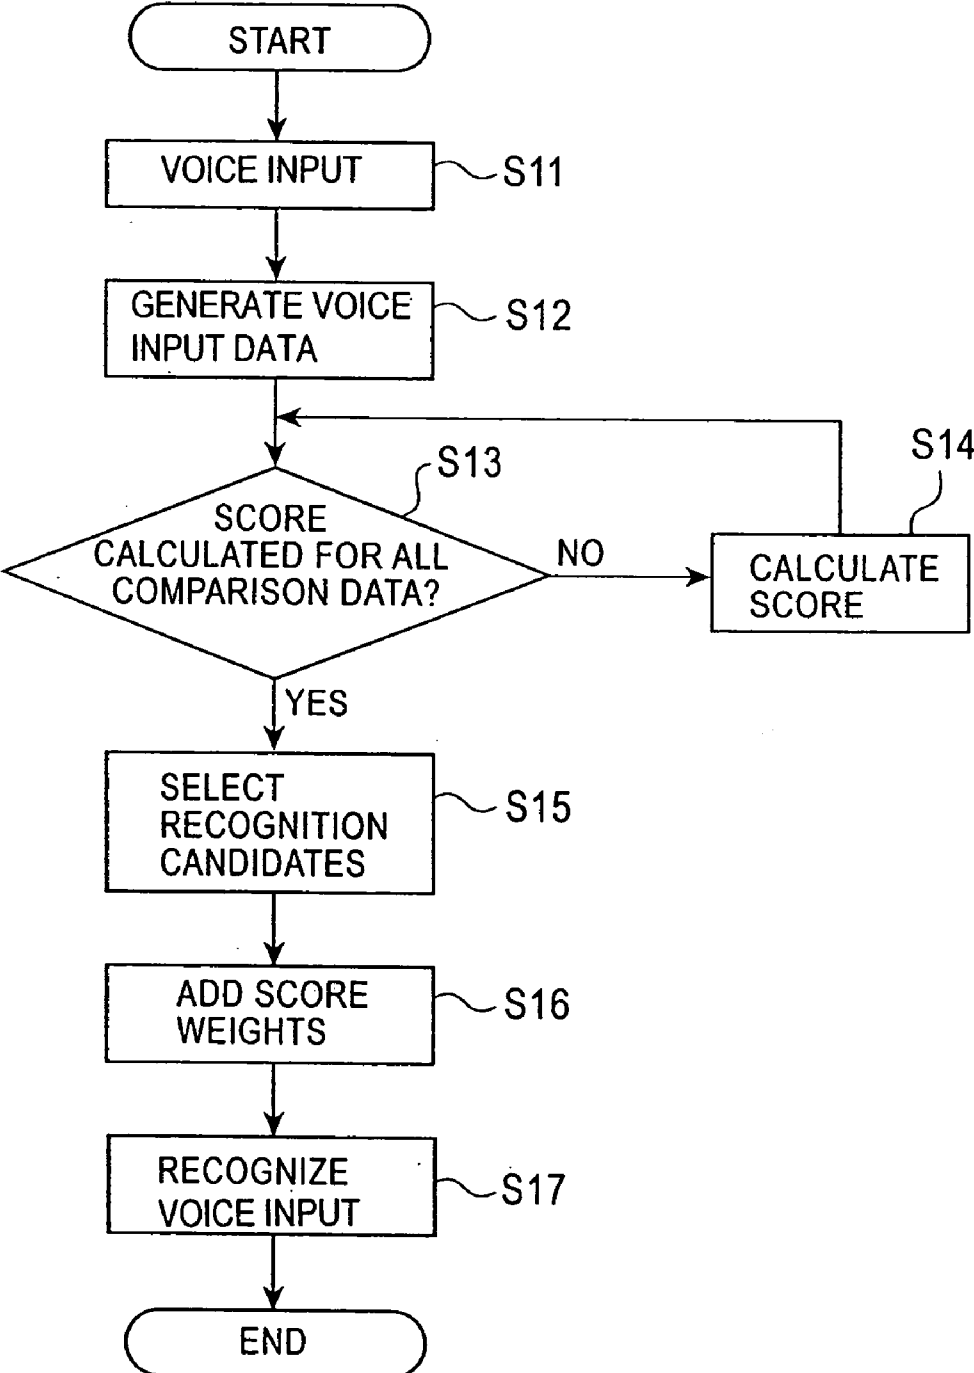 START
VOICE INPUT
S11
GENERATE VOICE
INPUT DATA
S12
S13
SCORE
CALCULATED FOR ALL
COMPARISON DATA?
NO
S14
CALCULATE
SCORE
YES
SELECT
RECOGNITION
CANDIDATES
S15
ADD SCORE
WEIGHTS
S16
RECOGNIZE
VOICE INPUT
S17
END